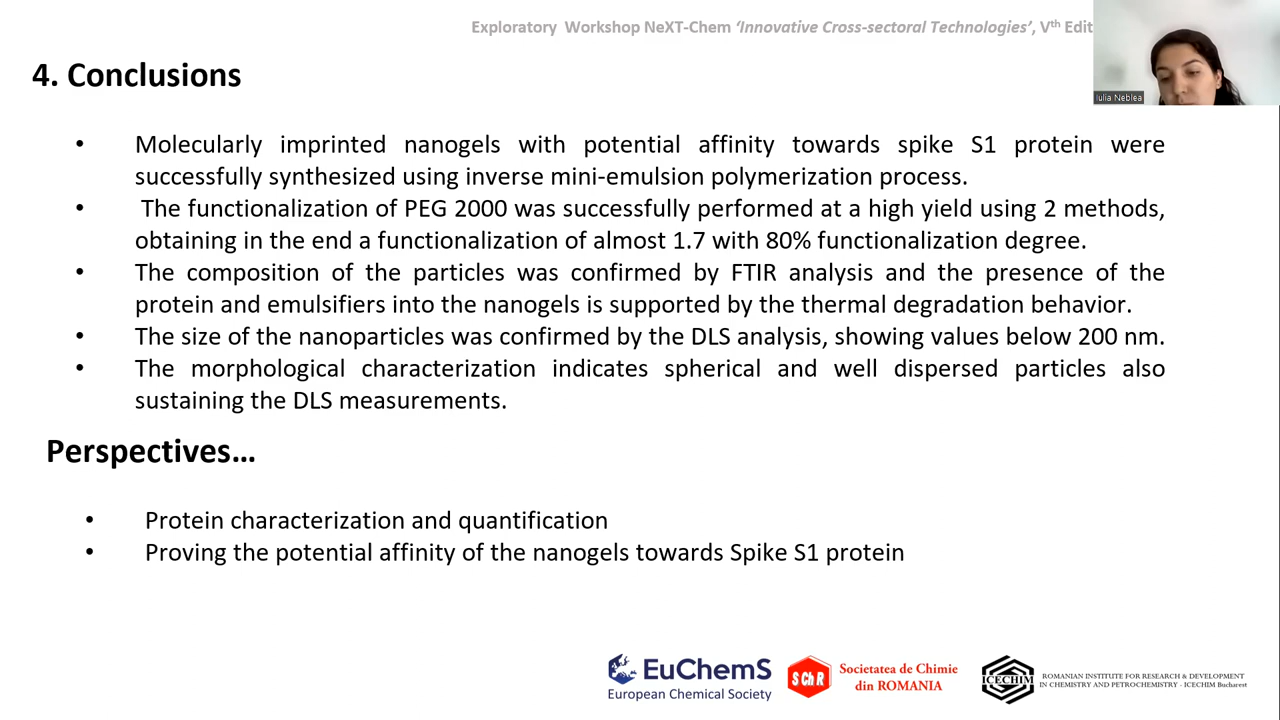 Exploratory Workshop NeXT-Chem ‘Innovative Cross-sectoral Technologies’, Vth Edit
Iulia Neblea
4. Conclusions
• Molecularly imprinted nanogels with potential affinity towards spike S1 protein were
successfully synthesized using inverse mini-emulsion polymerization process.
• The functionalization of PEG 2000 was successfully performed at a high yield using 2 methods,
obtaining in the end a functionalization of almost 1.7 with 80% functionalization degree.
• The composition of the particles was confirmed by FTIR analysis and the presence of the
protein and emulsifiers into the nanogels is supported by the thermal degradation behavior.
• The size of the nanoparticles was confirmed by the DLS analysis, showing values below 200 nm.
• The morphological characterization indicates spherical and well dispersed particles also
sustaining the DLS measurements.
Perspectives…
• Protein characterization and quantification
• Proving the potential affinity of the nanogels towards Spike S1 protein
EuChemS
European Chemical Society
SChR
Societatea de Chimie
din ROMANIA
ICECHIM
ROMANIAN INSTITUTE FOR RESEARCH & DEVELOPMENT
IN CHEMISTRY AND PETROCHEMISTRY - ICECHIM Bucharest